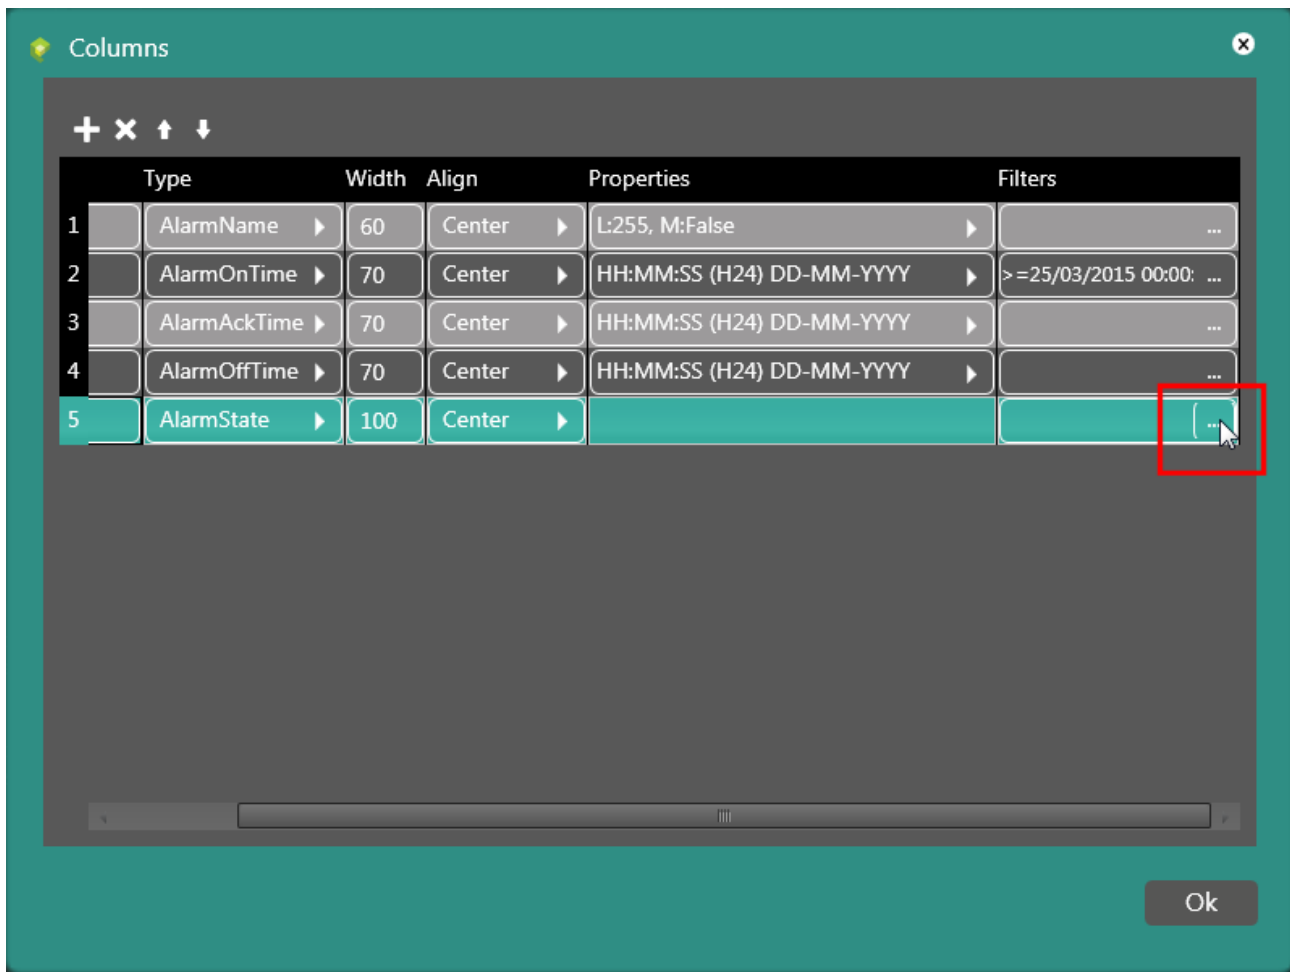 Columns
Type Width Align Properties Filters
1 AlarmName 60 Center L:255, M:False ...
2 AlarmOnTime 70 Center HH:MM:SS (H24) DD-MM-YYYY >=25/03/2015 00:00: ...
3 AlarmAckTime 70 Center HH:MM:SS (H24) DD-MM-YYYY ...
4 AlarmOffTime 70 Center HH:MM:SS (H24) DD-MM-YYYY ...
5 AlarmState 100 Center ...
Ok